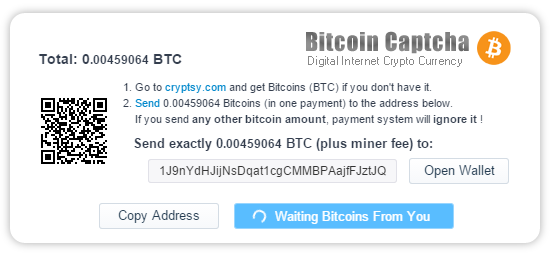 Bitcoin Captcha
Digital Internet Crypto Currency
Total: 0.00459064 BTC
1. Go to cryptsy.com and get Bitcoins (BTC) if you don't have it.
2. Send 0.00459064 Bitcoins (in one payment) to the address below.
If you send any other bitcoin amount, payment system will ignore it !
Send exactly 0.00459064 BTC (plus miner fee) to:
1J9nYdHJijNsDqat1cgCMMBPAajfFJztJQ
Open Wallet
Copy Address
Waiting Bitcoins From You